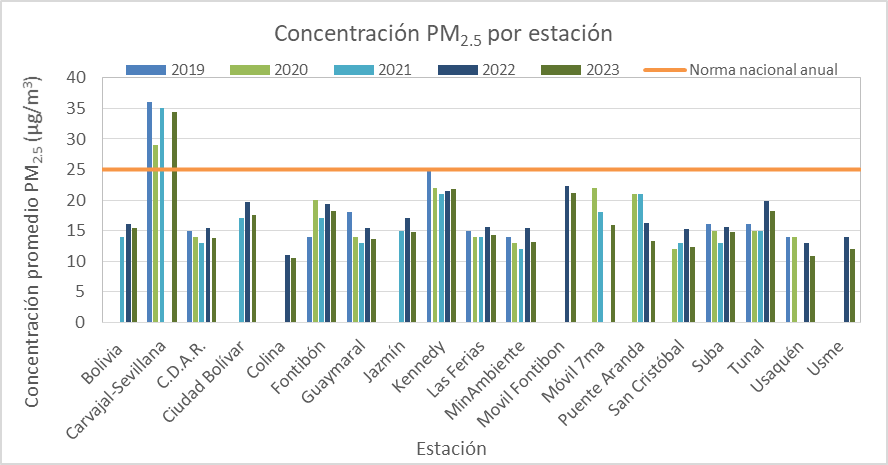 Concentración PM2.5 por estación
2019 2020 2021 2022 2023 Norma nacional anual
Concentración promedio PM2.5 (µg/m³)
40
35
30
25
20
15
10
5
0
Bolivia
Carvajal-Sevillana
C.D.A.R.
Ciudad Bolívar
Colina
Fontibón
Guaymaral
Jazmín
Kennedy
Las Ferias
MinAmbiente
Movil Fontibon
Móvil 7ma
Puente Aranda
San Cristóbal
Suba
Tunal
Usaquén
Usme
Estación